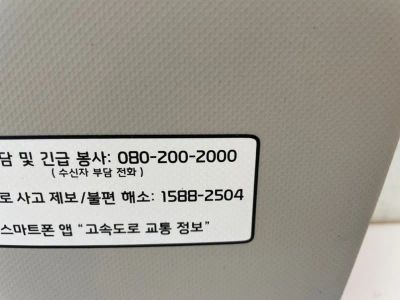 담 및 긴급 봉사: 080-200-2000
( 수신자 부담 전화 )
로 사고 제보/불편 해소: 1588-2504
스마트폰 앱 “고속도로 교통 정보”